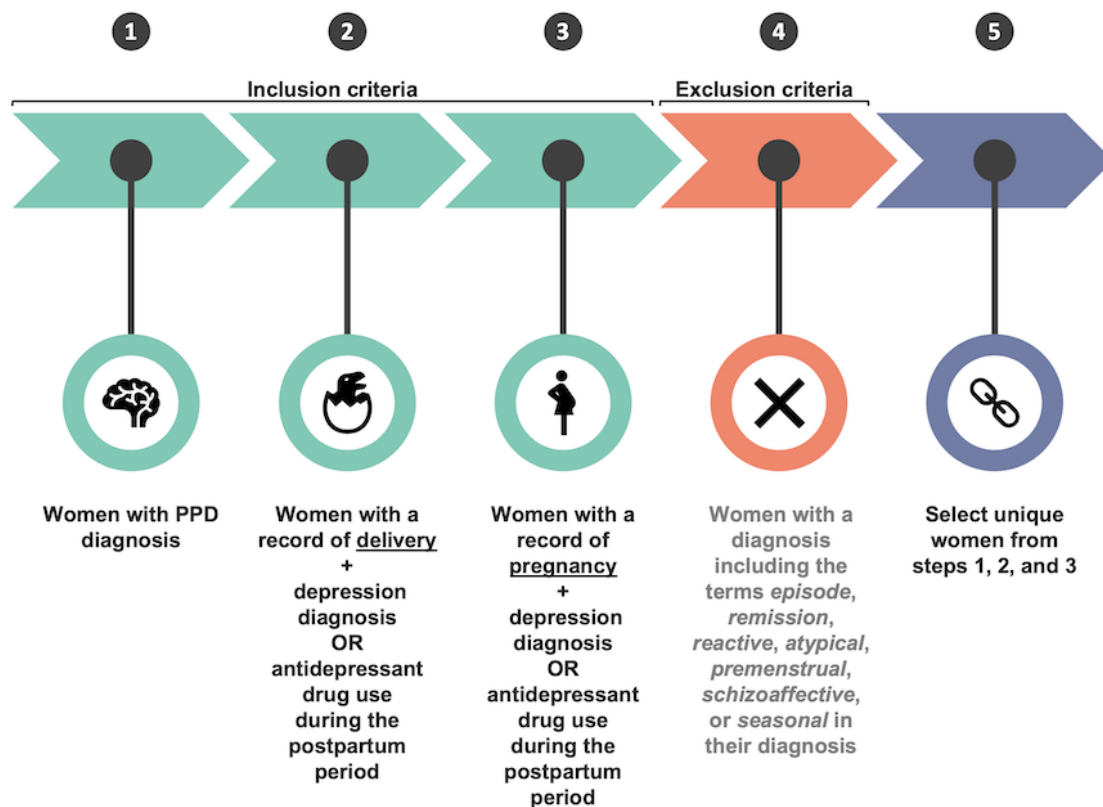 1
2
3
4
5
Inclusion criteria
Exclusion criteria
Women with PPD
diagnosis
Women with a
record of delivery
+
depression
diagnosis
OR
antidepressant
drug use
during the
postpartum
period
Women with a
record of
pregnancy
+
depression
diagnosis
OR
antidepressant
drug use
during the
postpartum
period
Women with a
diagnosis
including the
terms episode,
remission,
reactive, atypical,
premenstrual,
schizoaffective,
or seasonal in
their diagnosis
Select unique
women from
steps 1, 2, and 3